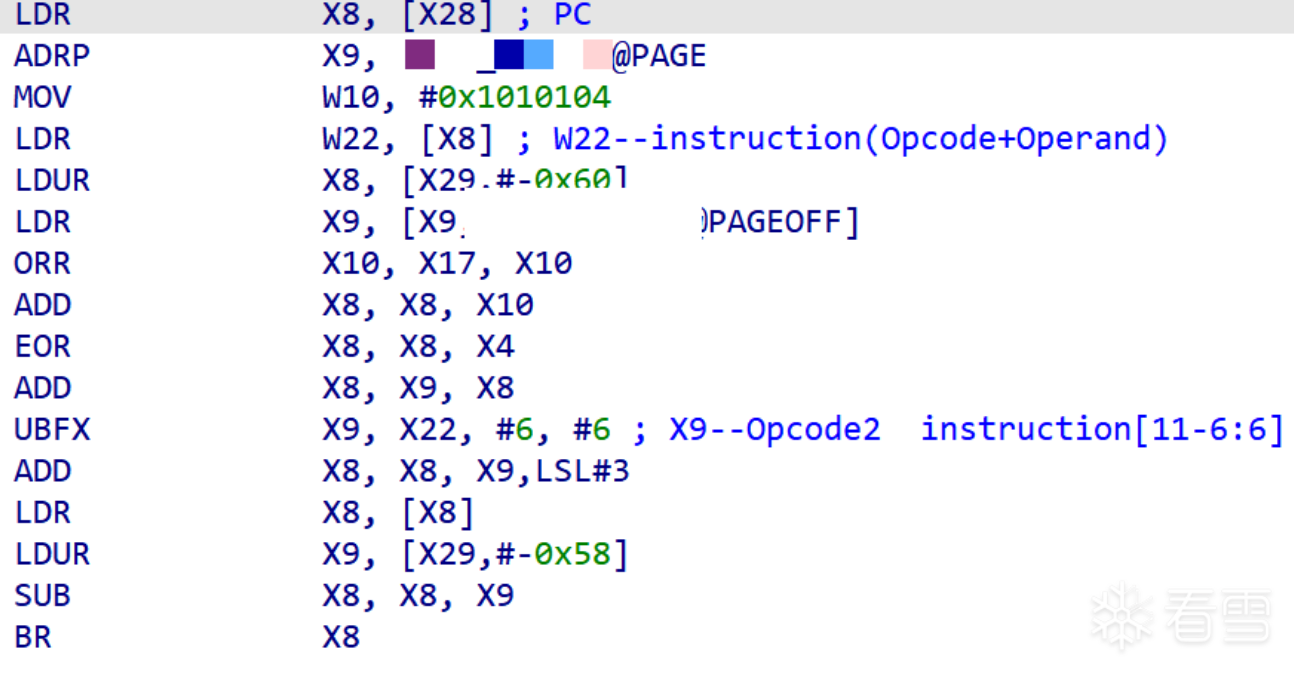 LDR X8, [X28] ; PC
ADRP X9, _ @PAGE
MOV W10, #0x1010104
LDR W22, [X8] ; W22--instruction(Opcode+Operand)
LDUR X8, [X29,#-0x60]
LDR X9, [X9, @PAGEOFF]
ORR X10, X17, X10
ADD X8, X8, X10
EOR X8, X8, X4
ADD X8, X9, X8
UBFX X9, X22, #6, #6 ; X9--Opcode2 instruction[11-6:6]
ADD X8, X8, X9,LSL#3
LDR X8, [X8]
LDUR X9, [X29,#-0x58]
SUB X8, X8, X9
BR X8
看雪